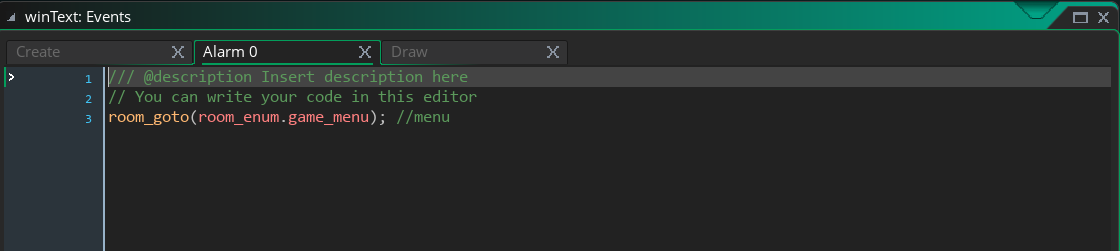 winText: Events
Create Alarm 0 Draw
1 /// @description Insert description here
2 // You can write your code in this editor
3 room_goto(room_enum.game_menu); //menu